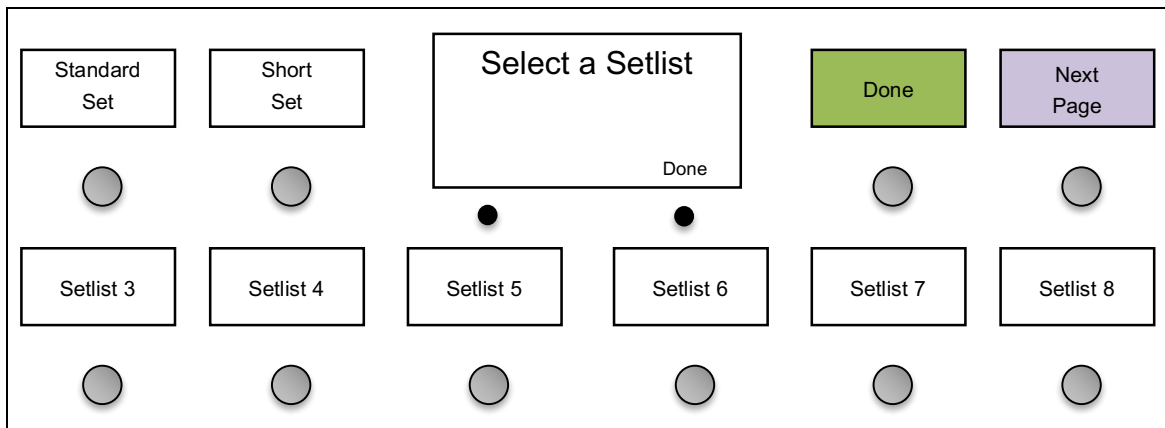 Standard
Set
Short
Set
Select a Setlist
Done
Done
Next
Page
Setlist 3
Setlist 4
Setlist 5
Setlist 6
Setlist 7
Setlist 8